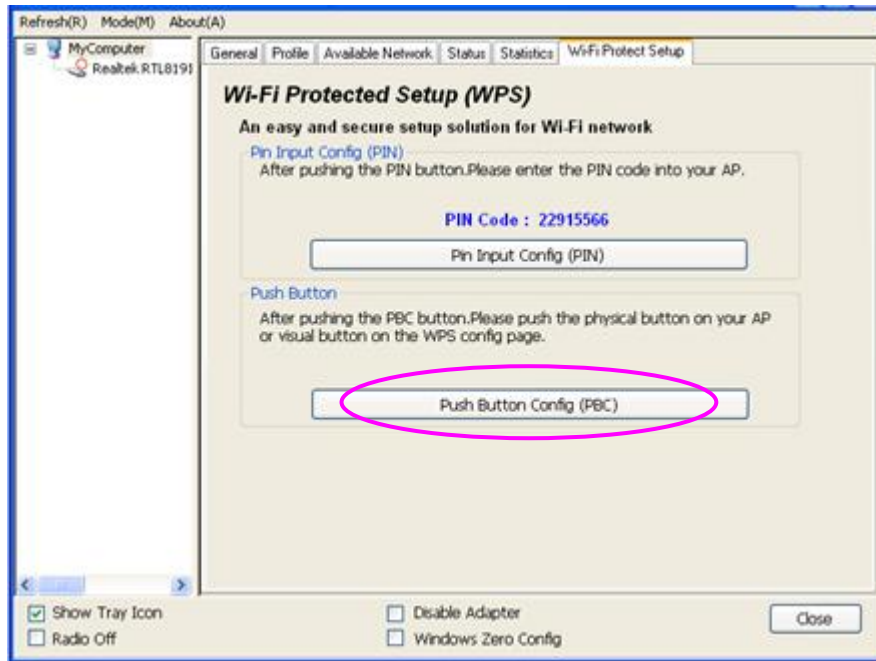 Refresh(R) Mode(M) About(A)
MyComputer
Realtek RTL8191
General Profile Available Network Status Statistics Wi-Fi Protect Setup
Wi-Fi Protected Setup (WPS)
An easy and secure setup solution for Wi-Fi network
Pin Input Config (PIN)
After pushing the PIN button.Please enter the PIN code into your AP.
PIN Code : 22915566
Pin Input Config (PIN)
Push Button
After pushing the PBC button.Please push the physical button on your AP
or visual button on the WPS config page.
Push Button Config (PBC)
Show Tray Icon
Disable Adapter
Close
Radio Off
Windows Zero Config